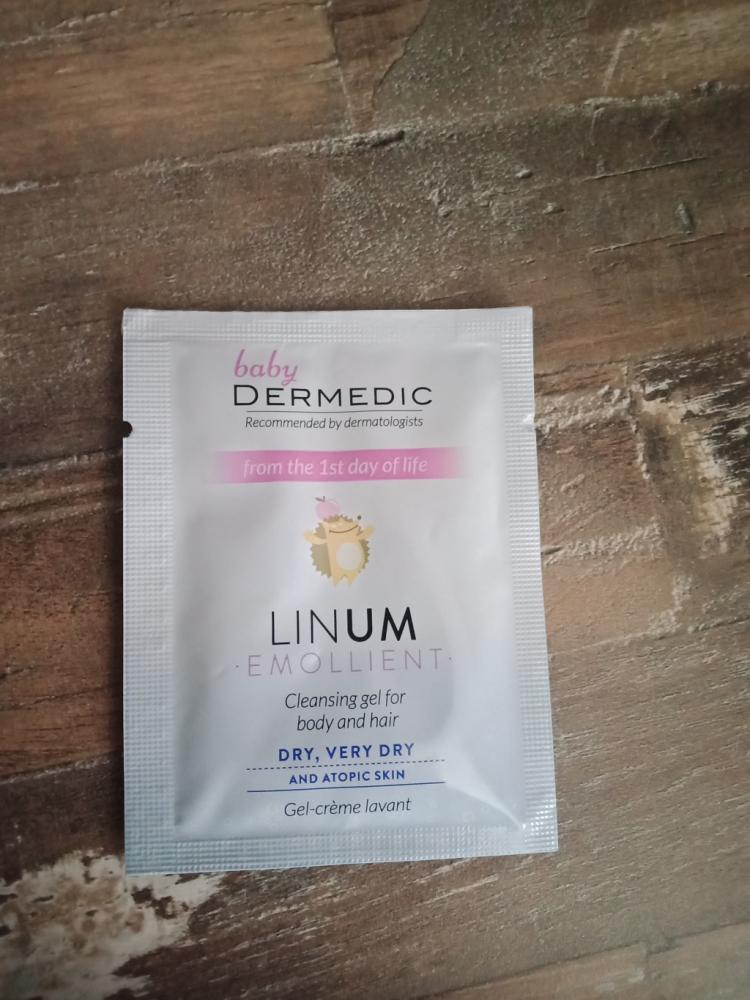 baby
DERMEDIC
Recommended by dermatologists
from the 1st day of life
LINUM
·EMOLLIENT·
Cleansing gel for
body and hair
DRY, VERY DRY
AND ATOPIC SKIN
Gel-crème lavant